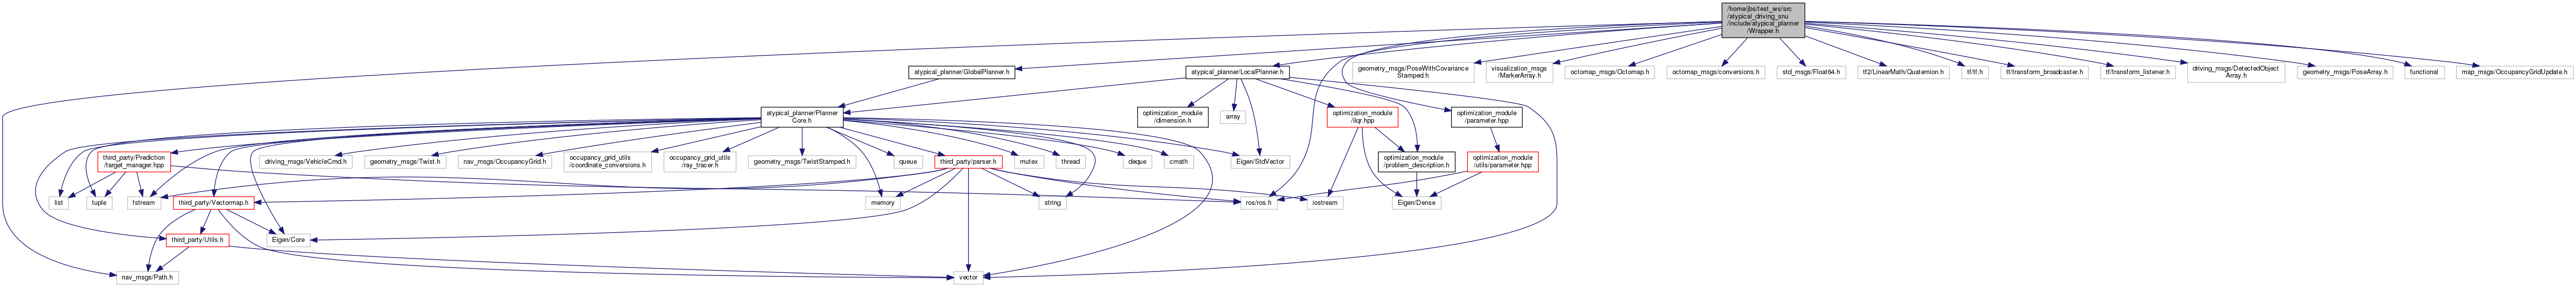 /home/jbs/test_ws/src
/atypical_driving_snu
/include/atypical_planner
/Wrapper.h
atypical_planner/GlobalPlanner.h
atypical_planner/LocalPlanner.h
geometry_msgs/PoseWithCovariance
Stamped.h
visualization_msgs
/MarkerArray.h
octomap_msgs/Octomap.h
octomap_msgs/conversions.h
std_msgs/Float64.h
tf2/LinearMath/Quaternion.h
tf/tf.h
tf/transform_broadcaster.h
tf/transform_listener.h
driving_msgs/DetectedObject
Array.h
geometry_msgs/PoseArray.h
functional
map_msgs/OccupancyGridUpdate.h
atypical_planner/Planner
Core.h
optimization_module
/dimension.h
array
optimization_module
/ilqr.hpp
optimization_module
/parameter.hpp
third_party/Prediction
/target_manager.hpp
driving_msgs/VehicleCmd.h
geometry_msgs/Twist.h
nav_msgs/OccupancyGrid.h
occupancy_grid_utils
/coordinate_conversions.h
occupancy_grid_utils
/ray_tracer.h
geometry_msgs/TwistStamped.h
queue
third_party/parser.h
mutex
thread
deque
cmath
Eigen/StdVector
optimization_module
/problem_description.h
optimization_module
/utils/parameter.hpp
list
tuple
fstream
third_party/Vectormap.h
memory
string
ros/ros.h
iostream
Eigen/Dense
third_party/Utils.h
Eigen/Core
nav_msgs/Path.h
vector